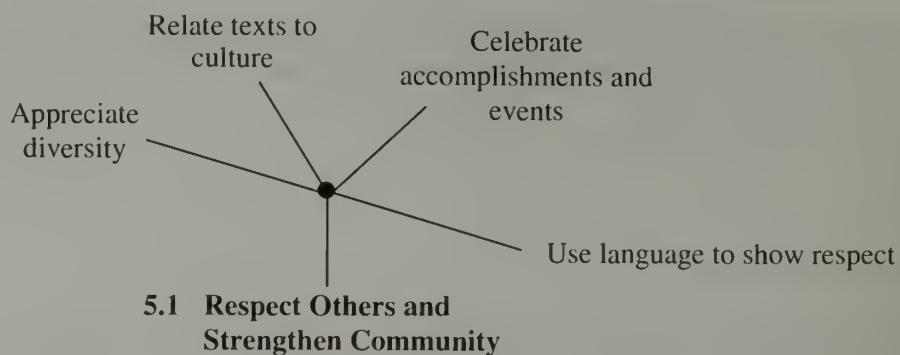 Relate texts to
culture
Celebrate
accomplishments and
events
Appreciate
diversity
Use language to show respect
5.1 Respect Others and
Strengthen Community